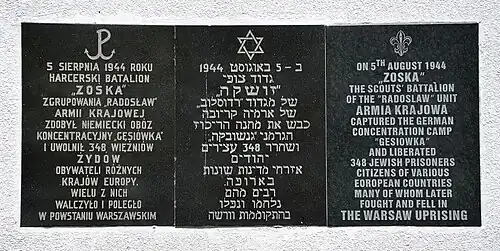 5 SIERPNIA 1944 ROKU
HARCERSKI BATALION
"ZOSKA"
ZGRUPOWANIA „RADOSŁAW"
ARMII KRAJOWEJ
ZDOBYŁ NIEMIECKI OBÓZ
KONCENTRACYJNY „GĘSIOWKA"
I UWOLNIŁ 348 WIĘŹNIÓW
ŻYDÓW
OBYWATELI RÓŻNYCH
KRAJÓW EUROPY.
WIELU Z NICH
WALCZYŁO I POLEGŁO
W POWSTANIU WARSZAWSKIM
ב - 5 באוגוסט 1944
גדוד צופי
"זושקה"
של מגדוד "רדוסלוב"
של ארמיה קריובה
כבש את מחנה הריכוז
הגרמני "גנשובקה"
ושחרר 348 עצירים
יהודים
אזרחי מדינות שונות
באירופה.
רבים מהם
נלחמו ונפלו
בהתקוממות וורשה
ON 5TH AUGUST 1944
„ZOSKA"
THE SCOUTS' BATTALION
OF THE "RADOSLAW" UNIT
ARMIA KRAJOWA
CAPTURED THE GERMAN
CONCENTRATION CAMP
"GESIOWKA"
AND LIBERATED
348 JEWISH PRISONERS
CITIZENS OF VARIOUS
EUROPEAN COUNTRIES
MANY OF WHOM LATER
FOUGHT AND FELL IN
THE WARSAW UPRISING